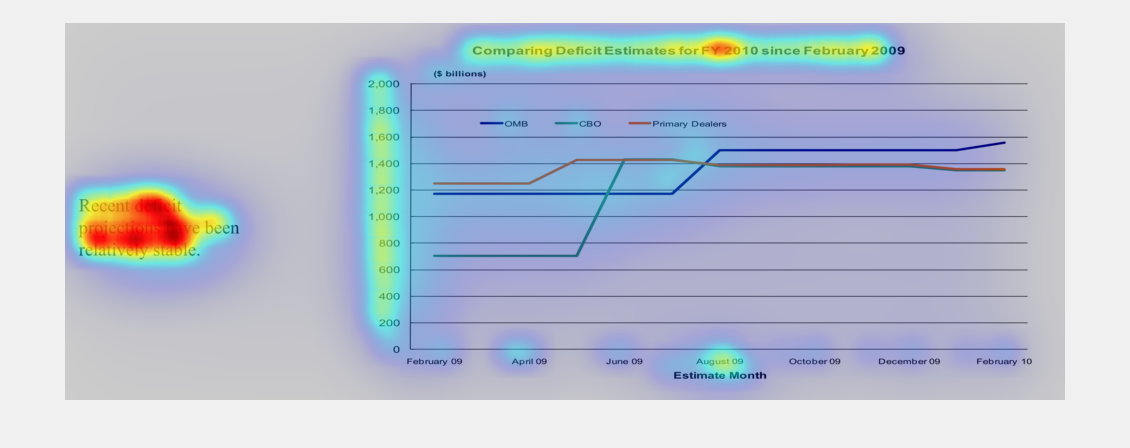 Comparing Deficit Estimates for FY 2010 since February 2009
($ billions)
2,000
1,800
1,600
1,400
1,200
1,000
800
600
400
200
0
OMB
CBO
Primary Dealers
Recent deficit
projections have been
relatively stable.
February 09
April 09
June 09
August 09
October 09
December 09
February 10
Estimate Month